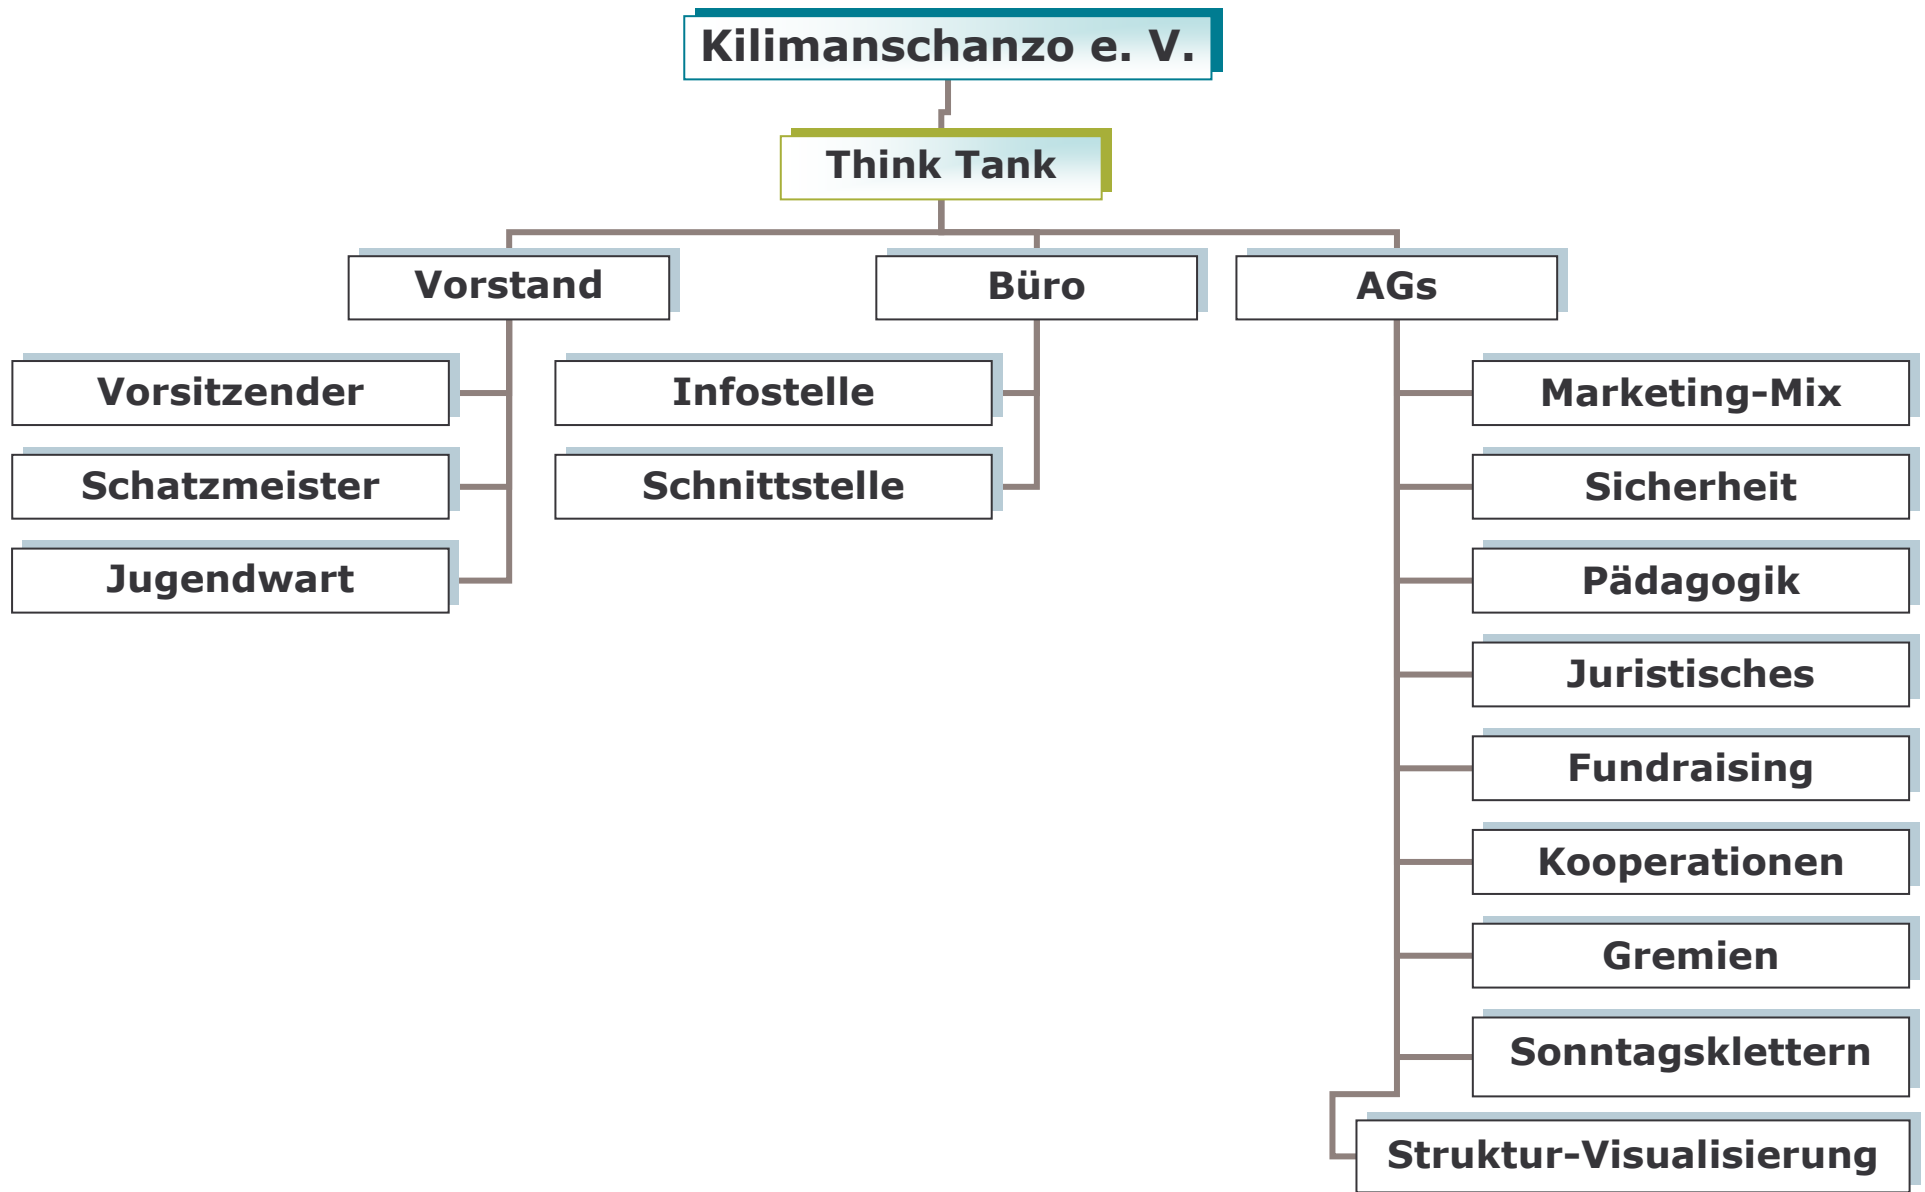 Kilimanschanzo e. V.
Think Tank
Vorstand
Büro
AGs
Vorsitzender
Schatzmeister
Jugendwart
Infostelle
Schnittstelle
Marketing-Mix
Sicherheit
Pädagogik
Juristisches
Fundraising
Kooperationen
Gremien
Sonntagsklettern
Struktur-Visualisierung